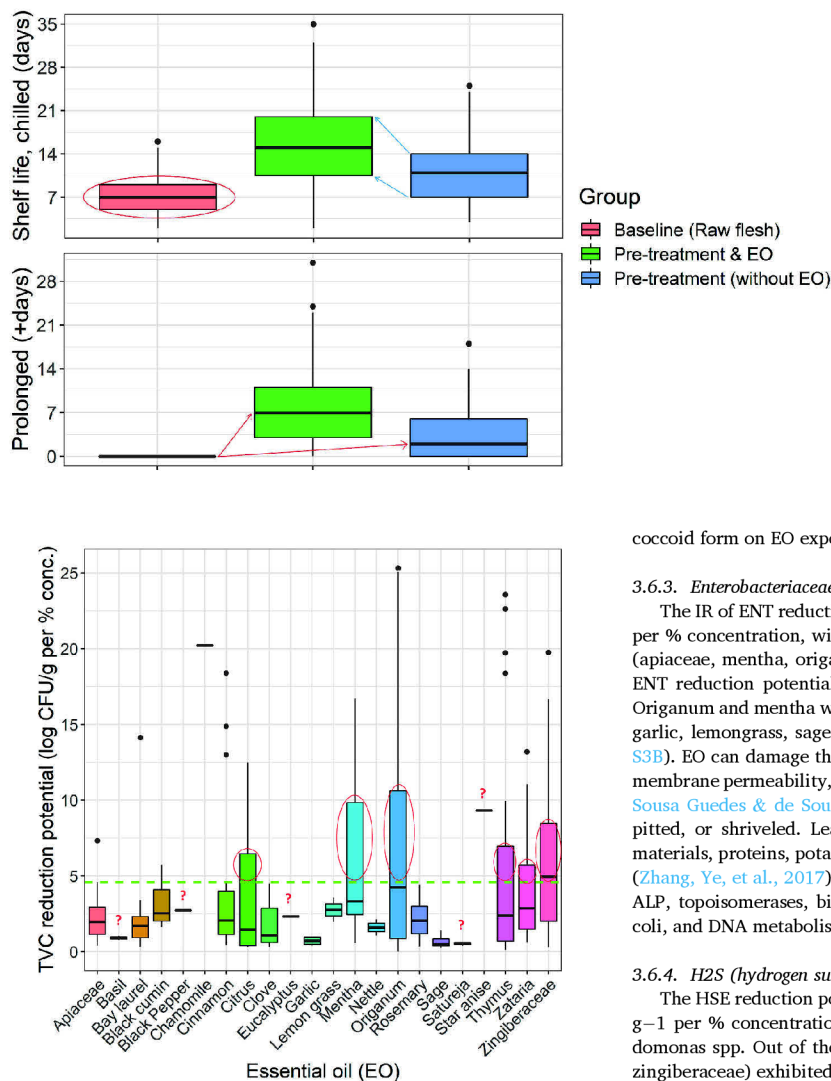 Shelf life, chilled (days)
35
28
21
14
7
Prolonged (+days)
28
21
14
7
0
Group
Baseline (Raw flesh)
Pre-treatment & EO
Pre-treatment (without EO)
TVC reduction potential (log CFU/g per % conc.)
25
20
15
10
5
0
?
?
?
?
?
Apiaceae
Basil
Bay laurel
Black cumin
Black Pepper
Chamomile
Cinnamon
Citrus
Clove
Eucalyptus
Garlic
Lemon grass
Mentha
Nettle
Origanum
Rosemary
Sage
Satureja
Star anise
Thymus
Zataria
Zingiberaceae
Essential oil (EO)
coccoid form on EO expo
3.6.3. Enterobacteriaceae
The IR of ENT reducti
per % concentration, wi
(apiaceae, mentha, origa
ENT reduction potential
Origanum and mentha w
garlic, lemongrass, sage
S3B). EO can damage th
membrane permeability,
Sousa Guedes & de Sou
pitted, or shriveled. Lea
materials, proteins, pota
(Zhang, Ye, et al., 2017)
ALP, topoisomerases, bi
coli, and DNA metabolis
3.6.4. H2S (hydrogen su
The HSE reduction po
g−1 per % concentration
domonas spp. Out of the
zingiberaceae) exhibited